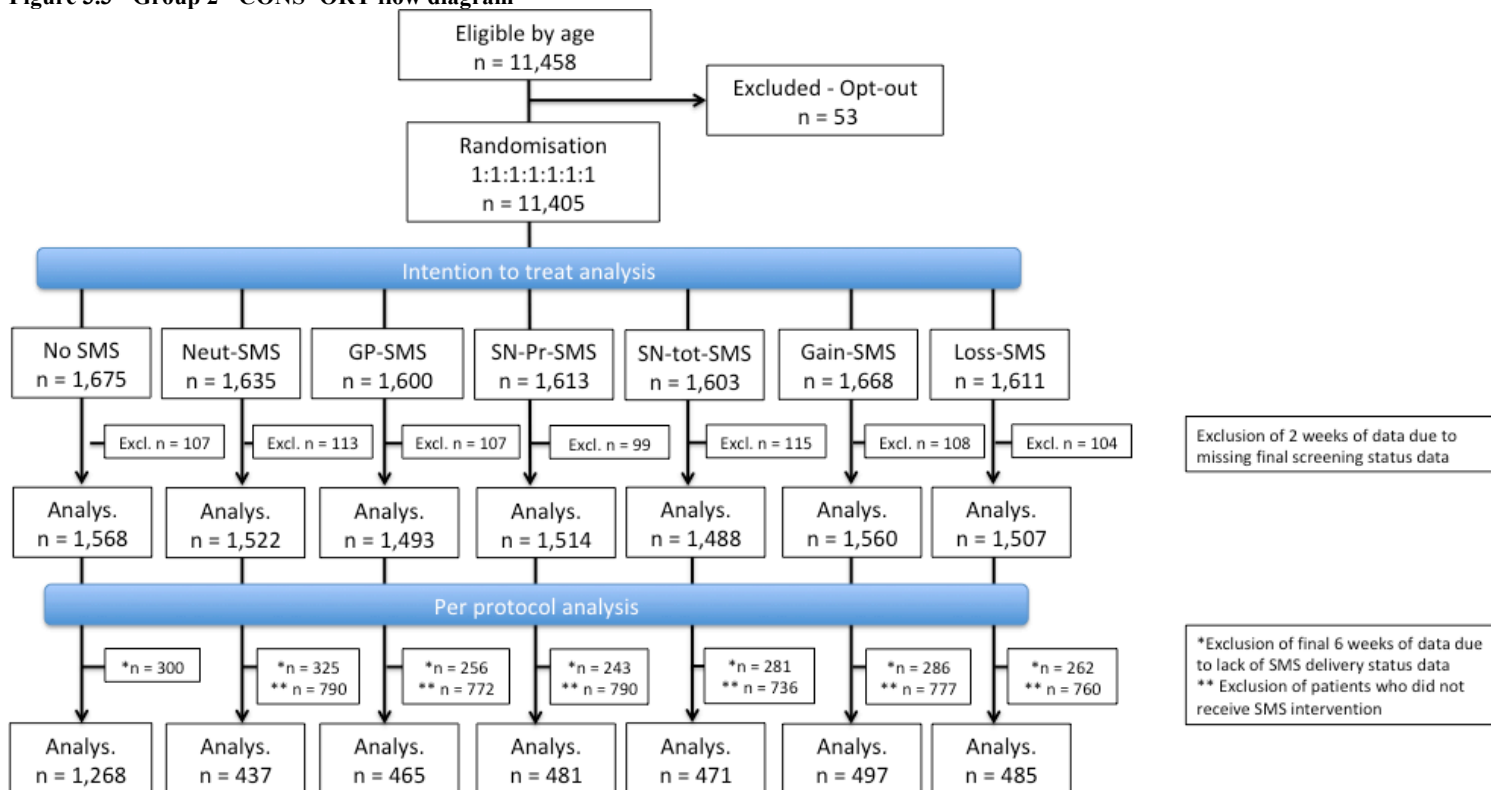 Eligible by age
n = 11,458
Excluded - Opt-out
n = 53
Randomisation
1:1:1:1:1:1:1
n = 11,405
Intention to treat analysis
No SMS
n = 1,675
Neut-SMS
n = 1,635
GP-SMS
n = 1,600
SN-Pr-SMS
n = 1,613
SN-tot-SMS
n = 1,603
Gain-SMS
n = 1,668
Loss-SMS
n = 1,611
Excl. n = 107
Excl. n = 113
Excl. n = 107
Excl. n = 99
Excl. n = 115
Excl. n = 108
Excl. n = 104
Exclusion of 2 weeks of data due to
missing final screening status data
Analys.
n = 1,568
Analys.
n = 1,522
Analys.
n = 1,493
Analys.
n = 1,514
Analys.
n = 1,488
Analys.
n = 1,560
Analys.
n = 1,507
Per protocol analysis
*n = 300
*n = 325
** n = 790
*n = 256
** n = 772
*n = 243
** n = 790
*n = 281
** n = 736
*n = 286
** n = 777
*n = 262
** n = 760
*Exclusion of final 6 weeks of data due
to lack of SMS delivery status data
** Exclusion of patients who did not
receive SMS intervention
Analys.
n = 1,268
Analys.
n = 437
Analys.
n = 465
Analys.
n = 481
Analys.
n = 471
Analys.
n = 497
Analys.
n = 485